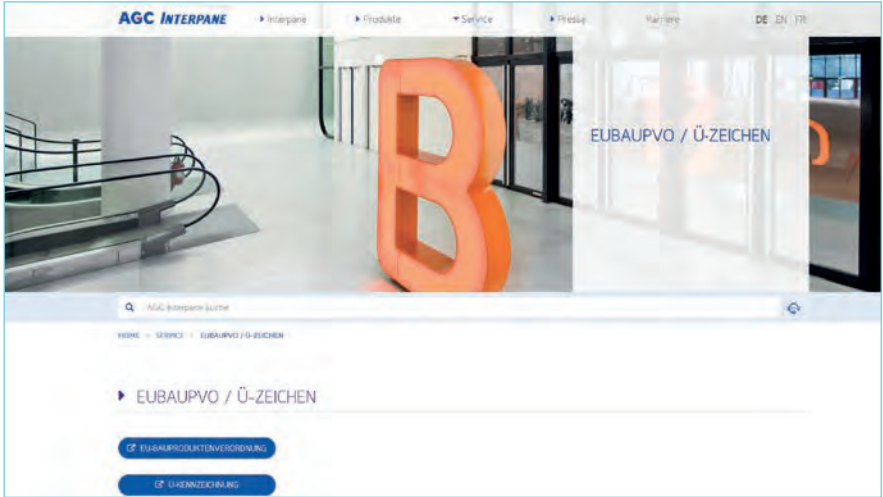 AGC INTERPANE Interpane Produkte Service Presse Karriere DE EN FR
B
EUBAUPVO / Ü-ZEICHEN
AGC Interpane Suche
HOME SERVICE / EUBAUPVO / Ü-ZEICHEN
EUBAUPVO / Ü-ZEICHEN
EU-BAUPRODUKTENVERORDNUNG
Ü-KENNZEICHNUNG